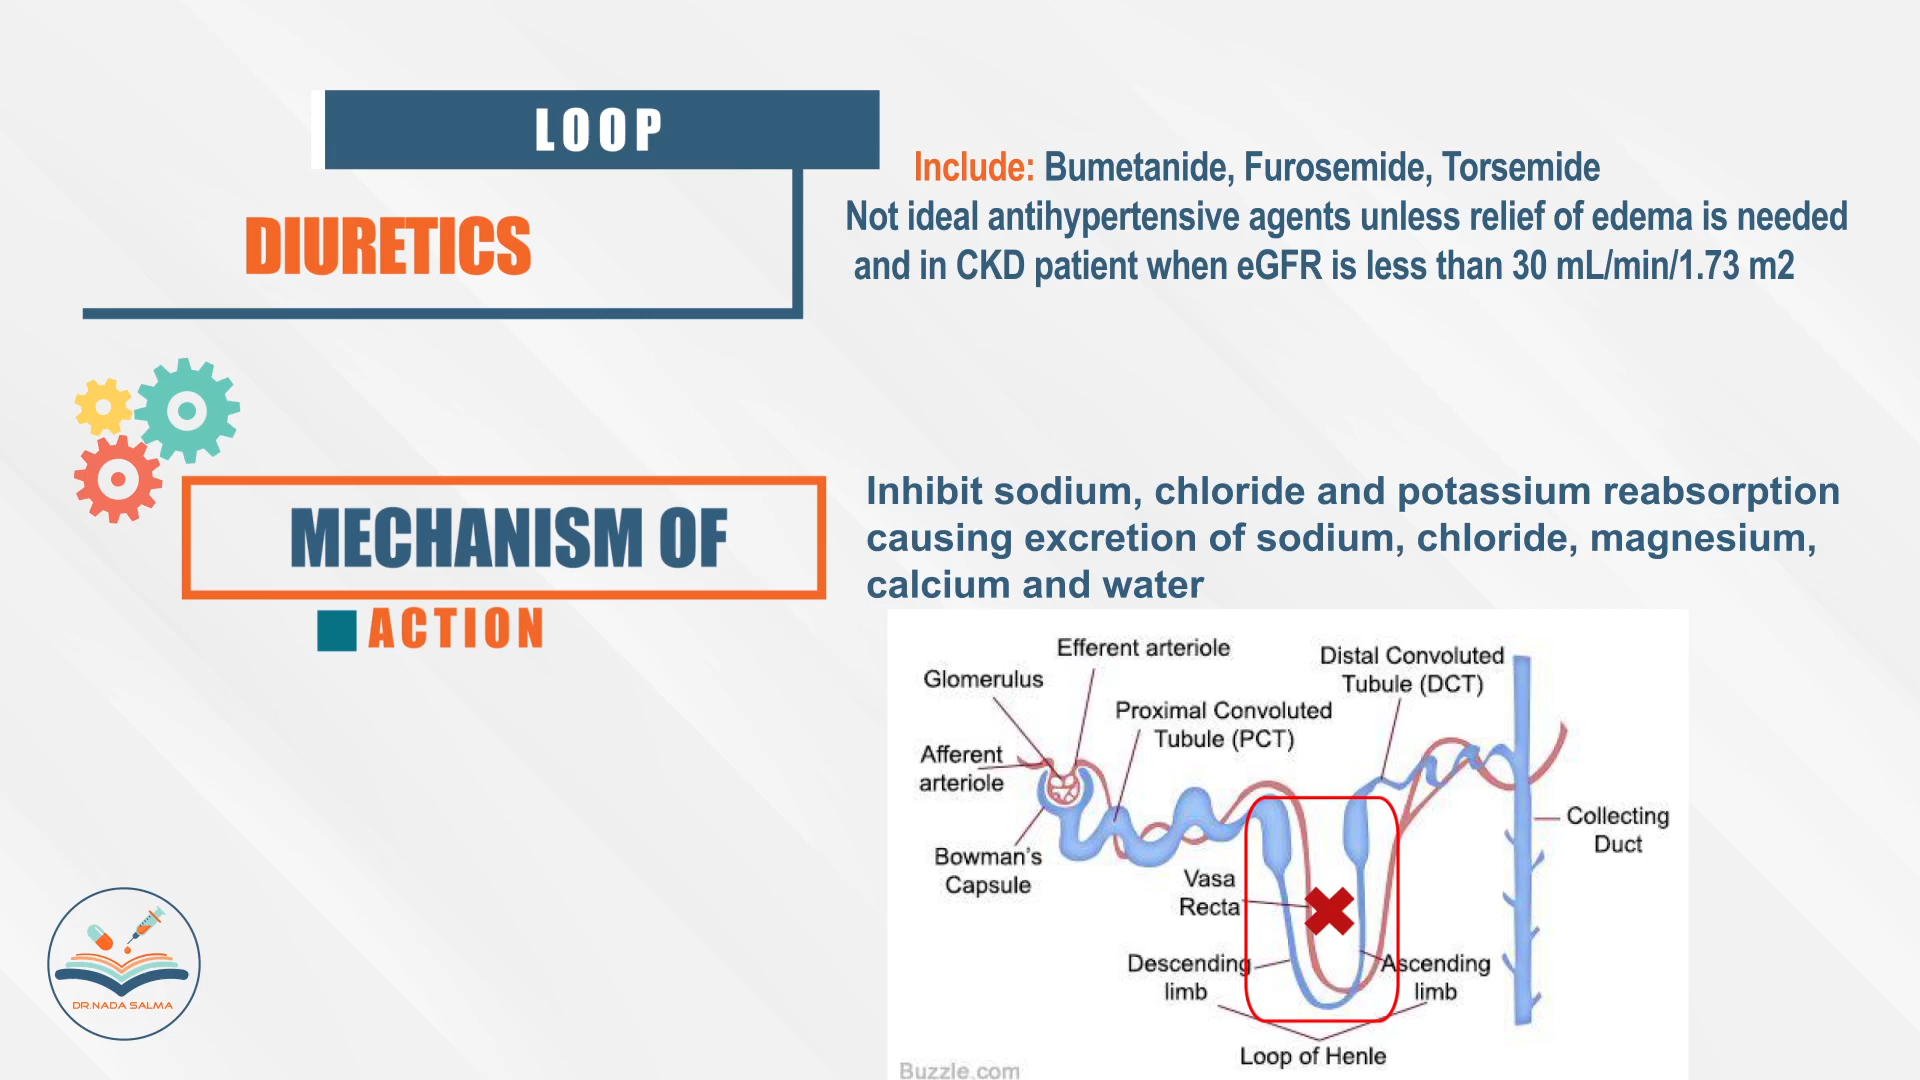 LOOP
DIURETICS
Include: Bumetanide, Furosemide, Torsemide
Not ideal antihypertensive agents unless relief of edema is needed
and in CKD patient when eGFR is less than 30 mL/min/1.73 m2
MECHANISM OF
ACTION
Inhibit sodium, chloride and potassium reabsorption
causing excretion of sodium, chloride, magnesium,
calcium and water
Efferent arteriole
Glomerulus
Distal Convoluted
Tubule (DCT)
Proximal Convoluted
Tubule (PCT)
Afferent
arteriole
Collecting
Duct
Bowman's
Capsule
Vasa
Recta
Descending
limb
Ascending
limb
Loop of Henle
Buzzle.com
DR.NADA SALMA